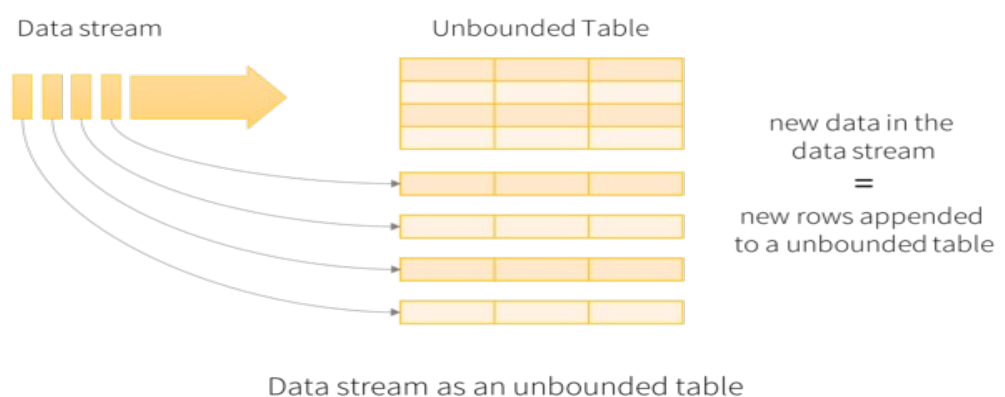 Data stream
Unbounded Table
new data in the
data stream
=
new rows appended
to a unbounded table
Data stream as an unbounded table